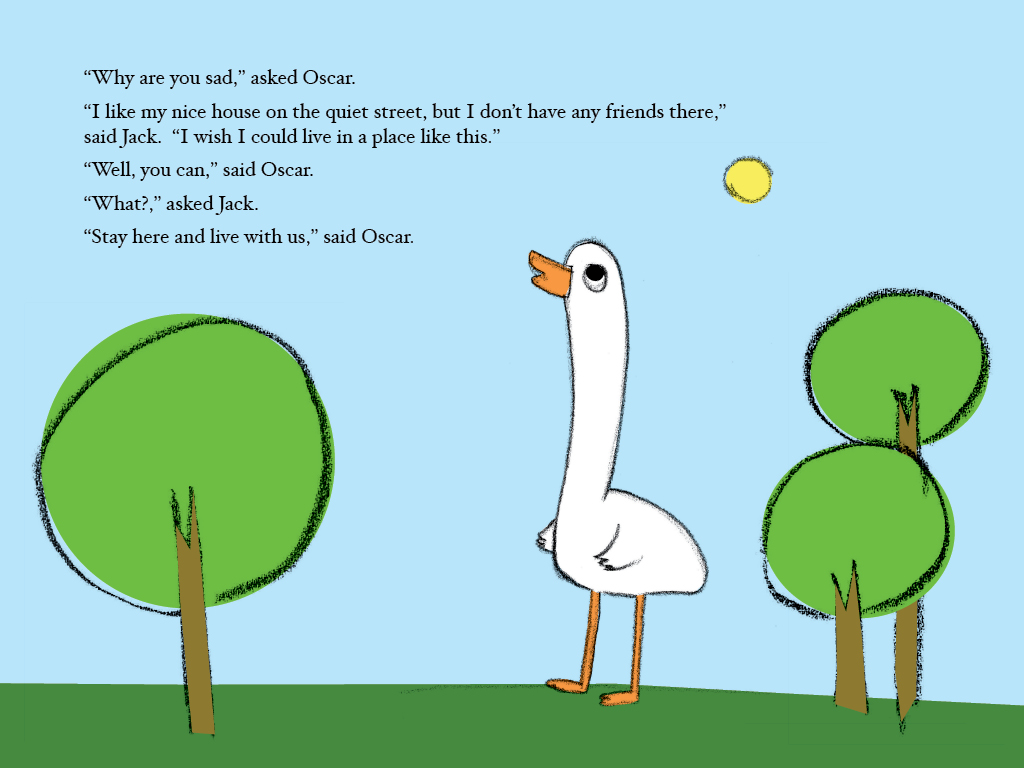 “Why are you sad,” asked Oscar.
“I like my nice house on the quiet street, but I don’t have any friends there,”
said Jack.  “I wish I could live in a place like this.”
“Well, you can,” said Oscar.
“What?,” asked Jack.
“Stay here and live with us,” said Oscar.